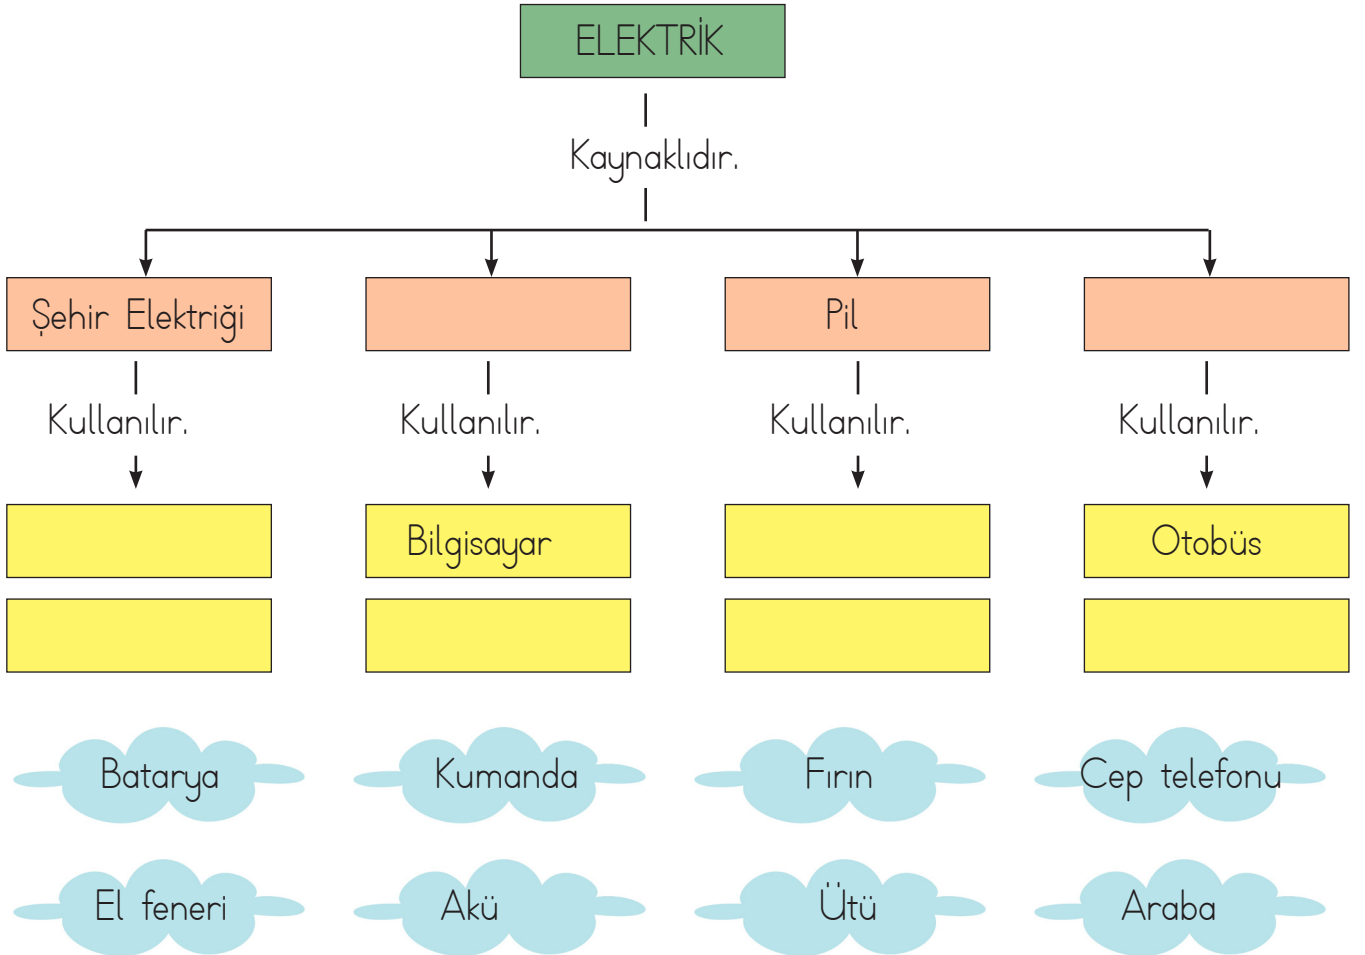 ELEKTRİK
Kaynaklıdır.
Şehir Elektriği
Pil
Kullanılır.
Kullanılır.
Kullanılır.
Kullanılır.
Bilgisayar
Otobüs
Batarya
Kumanda
Fırın
Cep telefonu
El feneri
Akü
Ütü
Araba